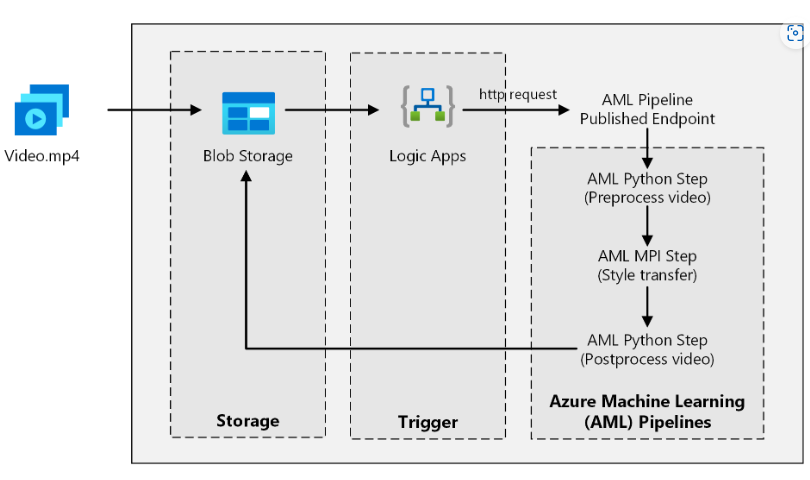 http request
AML Pipeline
Published Endpoint
Video.mp4
Blob Storage
Logic Apps
AML Python Step
(Preprocess video)
AML MPI Step
(Style transfer)
AML Python Step
(Postprocess video)
Storage
Trigger
Azure Machine Learning
(AML) Pipelines